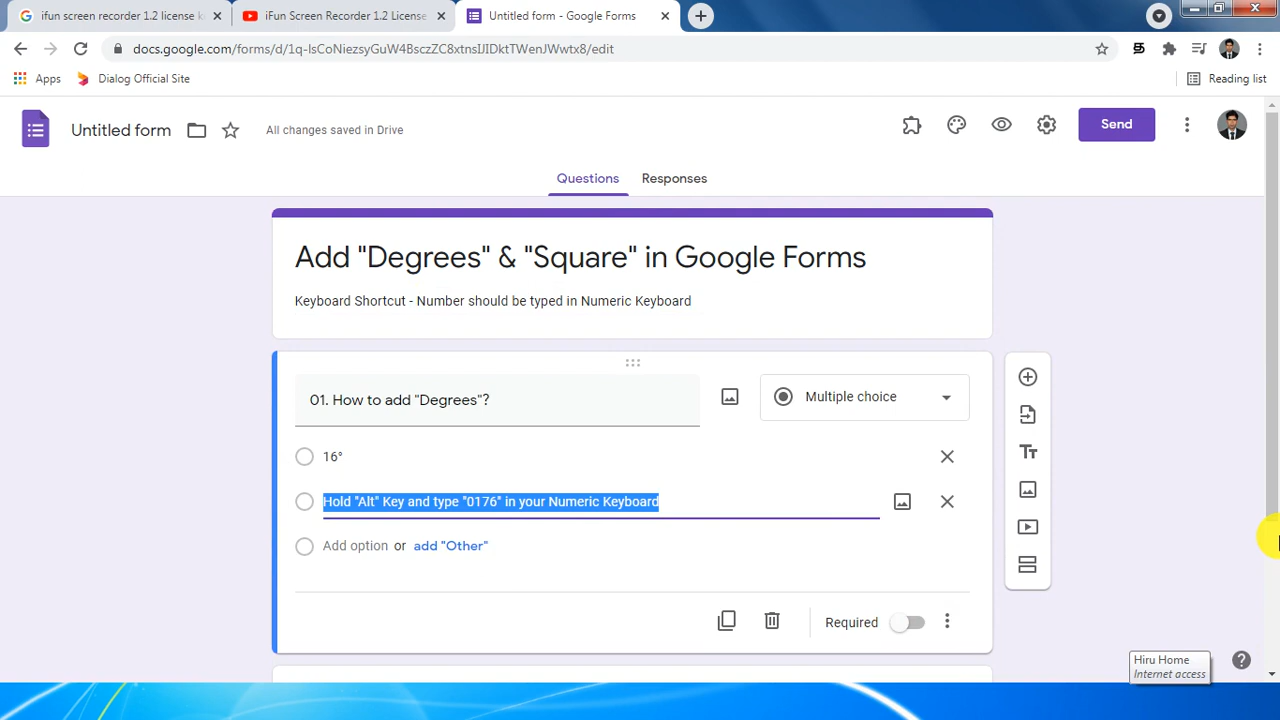 ifun screen recorder 1.2 license k
iFun Screen Recorder 1.2 License
Untitled form - Google Forms
docs.google.com/forms/d/1q-lsCoNiezsyGuW4BsczZC8xtnsIJIDktTWenJWwtx8/edit
Apps
Dialog Official Site
Reading list
Untitled form
All changes saved in Drive
Send
Questions
Responses
Add "Degrees" & "Square" in Google Forms
Keyboard Shortcut - Number should be typed in Numeric Keyboard
01. How to add "Degrees"?
Multiple choice
16°
Hold "Alt" Key and type "0176" in your Numeric Keyboard
Add option or add "Other"
Required
Hiru Home
Internet access